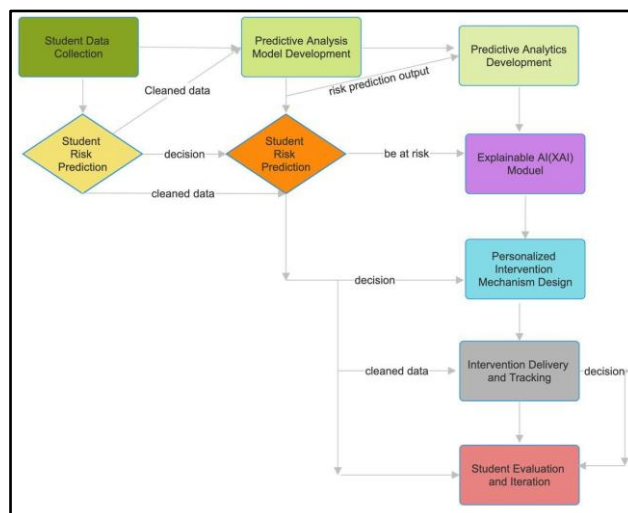 Student Data
Collection
Predictive Analysis
Model Development
Predictive Analytics
Development
risk prediction output
Cleaned data
Student
Risk
Prediction
decision
Student
Risk
Prediction
be at risk
Explainable AI(XAI)
Moduel
cleaned data
Personalized
Intervention
Mechanism Design
decision
Intervention Delivery
and Tracking
cleaned data
decision
Student Evaluation
and Iteration